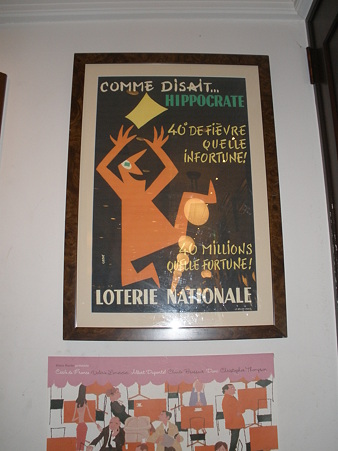 COMME DISAIT...
HIPPOCRATE
40° DE FIÈVRE
QUELLE
INFORTUNE!
40 MILLIONS
QUELLE FORTUNE!
LOTERIE NATIONALE